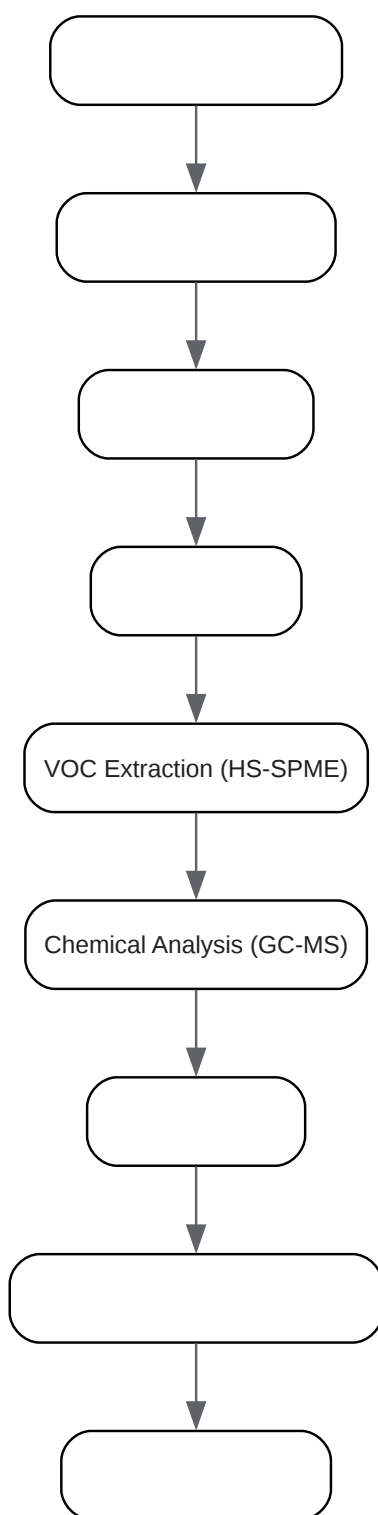 VOC Extraction (HS-SPME)
Chemical Analysis (GC-MS)